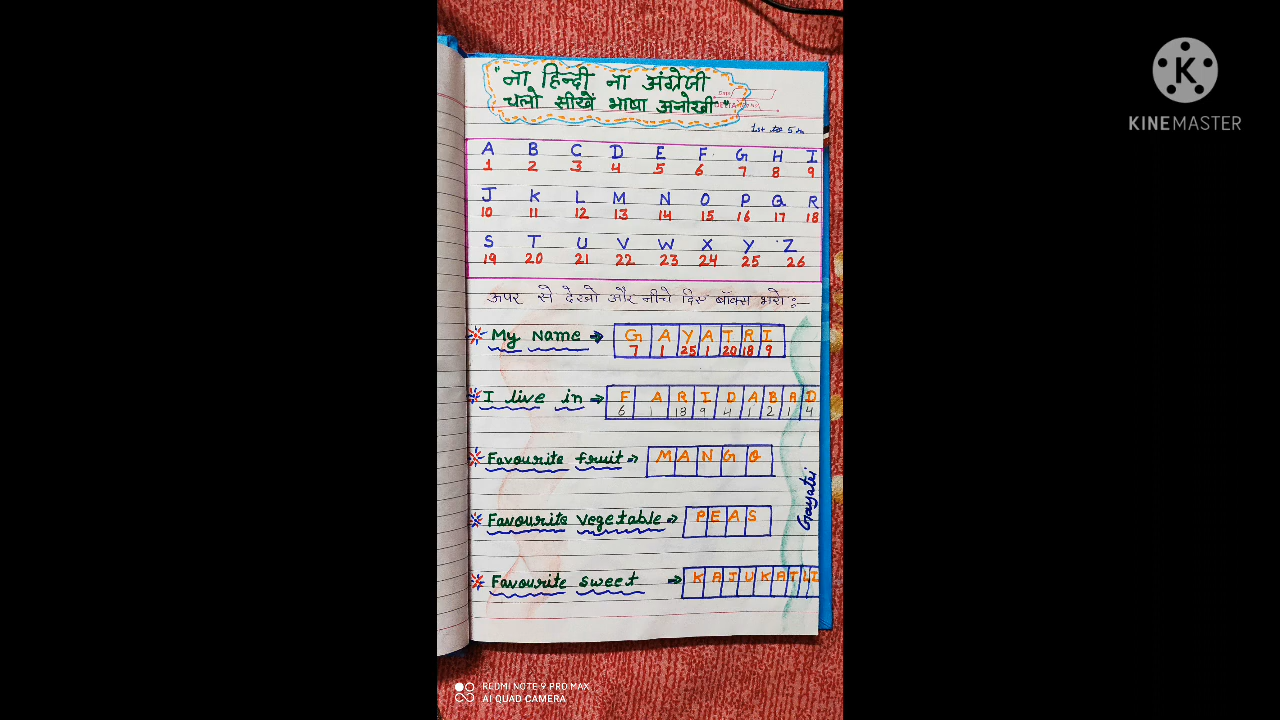 "ना हिन्दी ना अंग्रेजी
चलो सीखें भाषा अनोखी"
1st to 5th
A B C D E F G H I
1 2 3 4 5 6 7 8 9
J K L M N O P Q R
10 11 12 13 14 15 16 17 18
S T U V W X Y Z
19 20 21 22 23 24 25 26
ऊपर से देखो और नीचे दिए बॉक्स भरो :-
My Name → G A Y A T R I
7 1 25 1 20 18 9
I live in → F A R I D A B A D
6 1 18 9 4 1 2 1 4
Favourite fruit → M A N G O
Favourite vegetable → P E A S
Favourite sweet → K A J U K A T L I
Gayatri
REDMI NOTE 9 PRO MAX
AI QUAD CAMERA
K
KINEMASTER